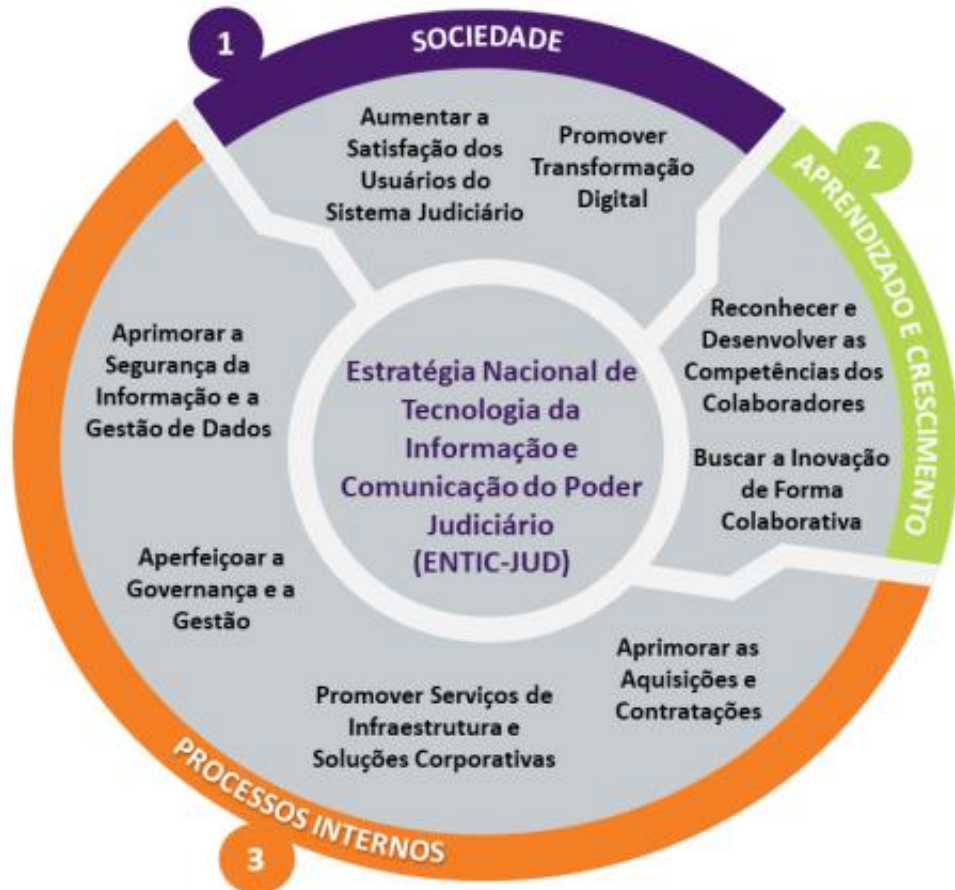 1
SOCIEDADE
Aumentar a
Satisfação dos
Usuários do
Sistema Judiciário
Promover
Transformação
Digital
2
APRENDIZADO E CRESCIMENTO
Reconhecer e
Desenvolver as
Competências dos
Colaboradores
Buscar a Inovação
de Forma
Colaborativa
Estratégia Nacional de
Tecnologia da
Informação e
Comunicação do Poder
Judiciário
(ENTIC-JUD)
Aprimorar a
Segurança da
Informação e a
Gestão de Dados
Aperfeiçoar a
Governança e a
Gestão
Promover Serviços de
Infraestrutura e
Soluções Corporativas
Aprimorar as
Aquisições e
Contratações
PROCESSOS INTERNOS
3